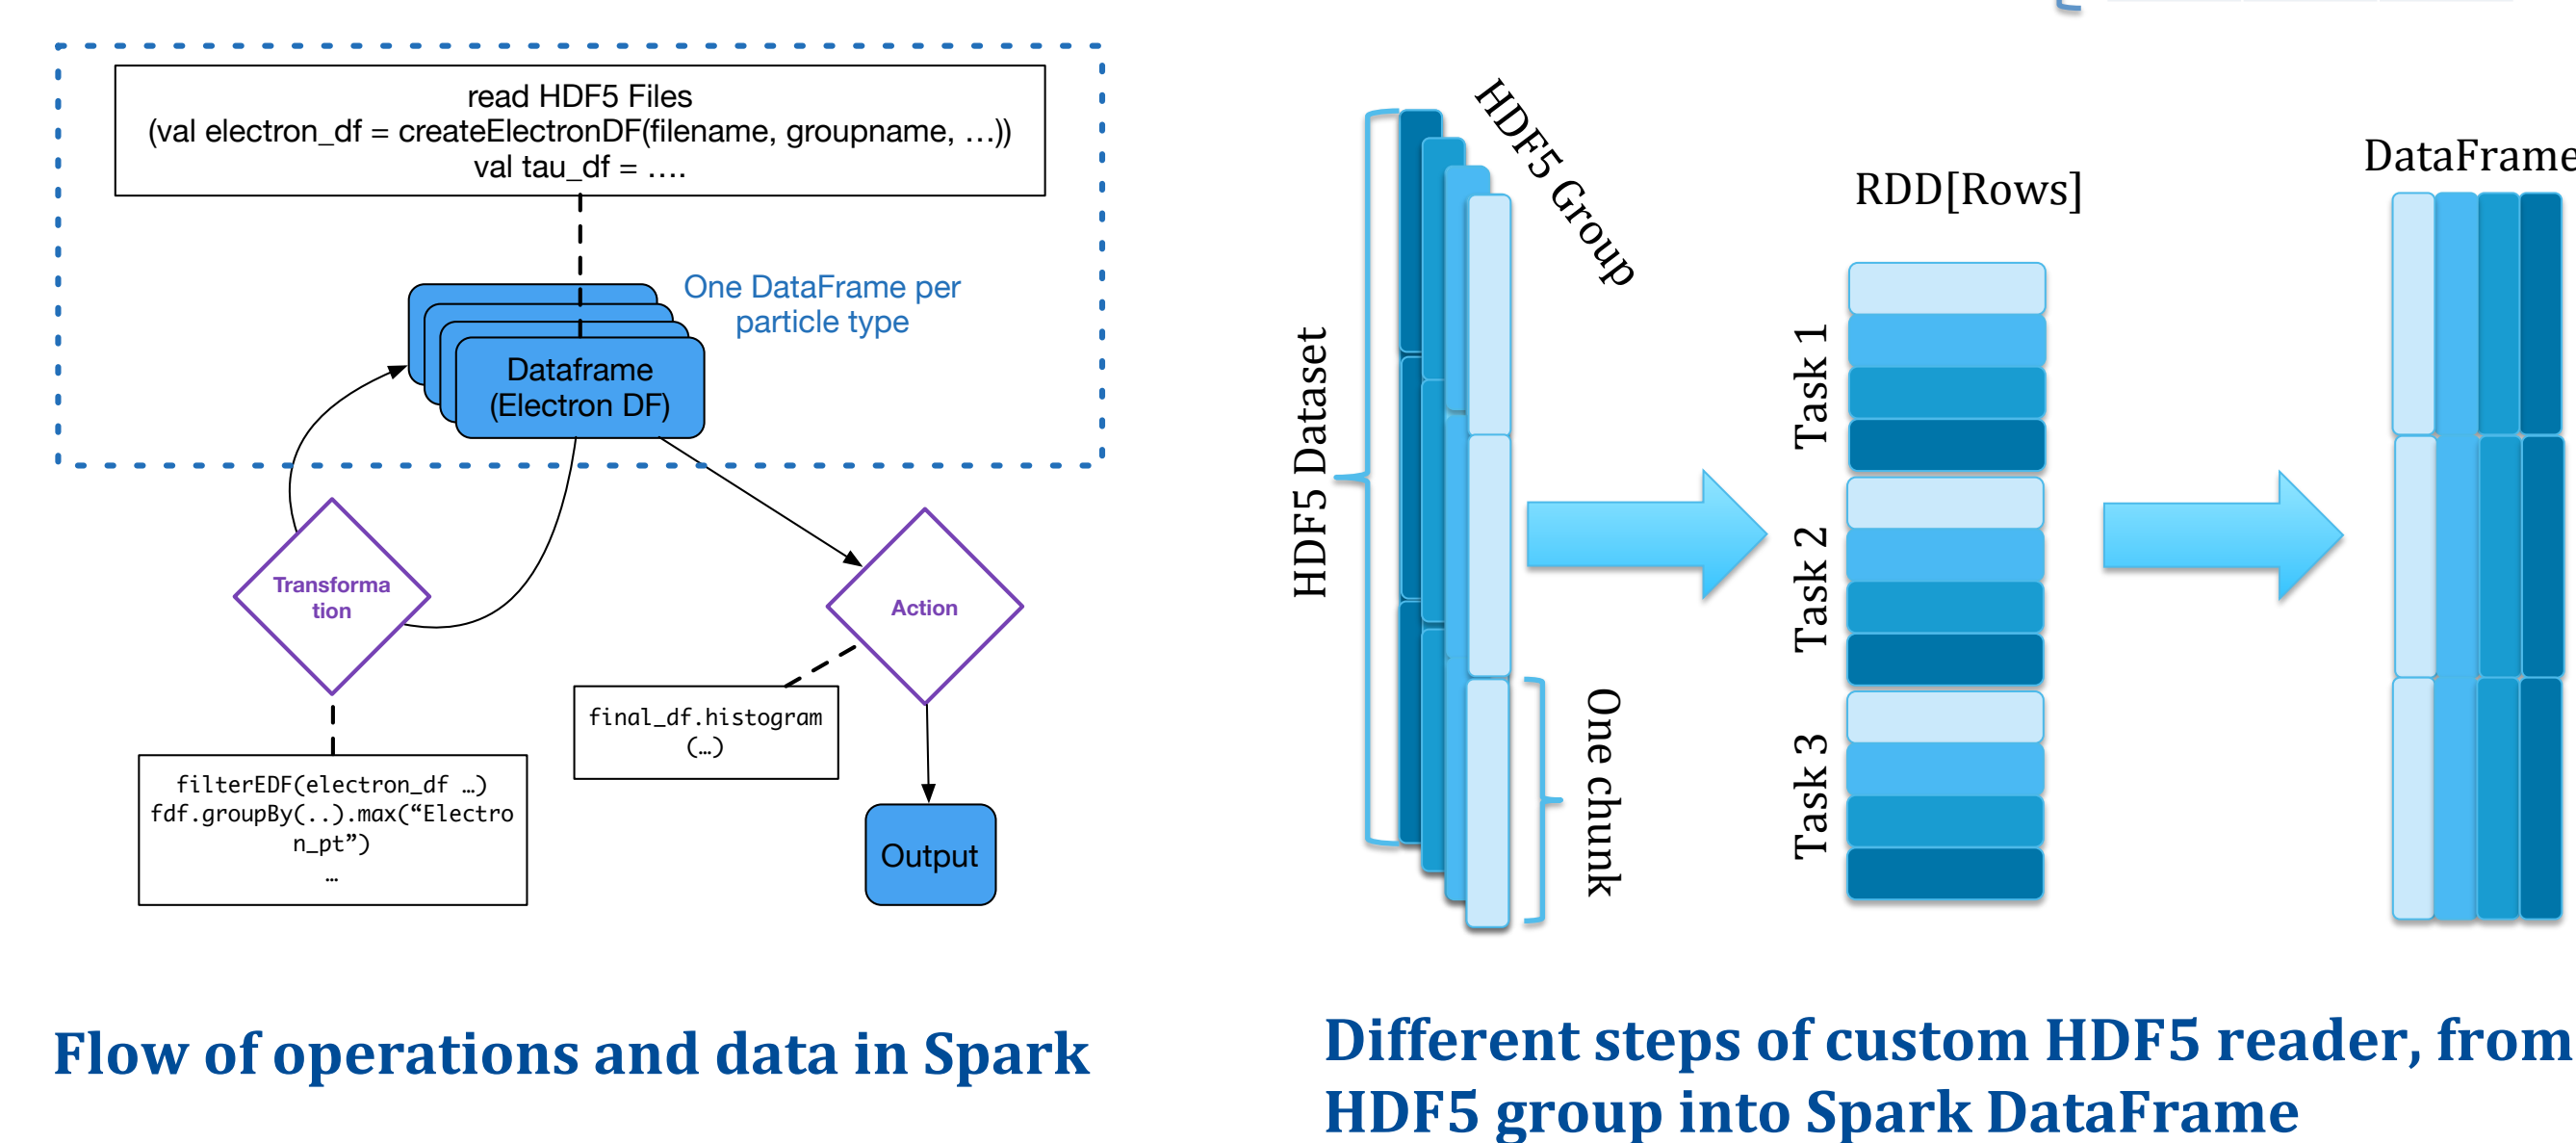 read HDF5 Files
(val electron_df = createElectronDF(filename, groupname, …))
val tau_df = ….
One DataFrame per
particle type
Dataframe
(Electron DF)
Transforma
tion
Action
final_df.histogram
(…)
filterEDF(electron_df …)
fdf.groupBy(..).max(“Electro
n_pt”)
…
Output
Flow of operations and data in Spark
HDF5 Dataset
HDF5 Group
One chunk
RDD[Rows]
Task 1
Task 2
Task 3
DataFrame
Different steps of custom HDF5 reader, from
HDF5 group into Spark DataFrame